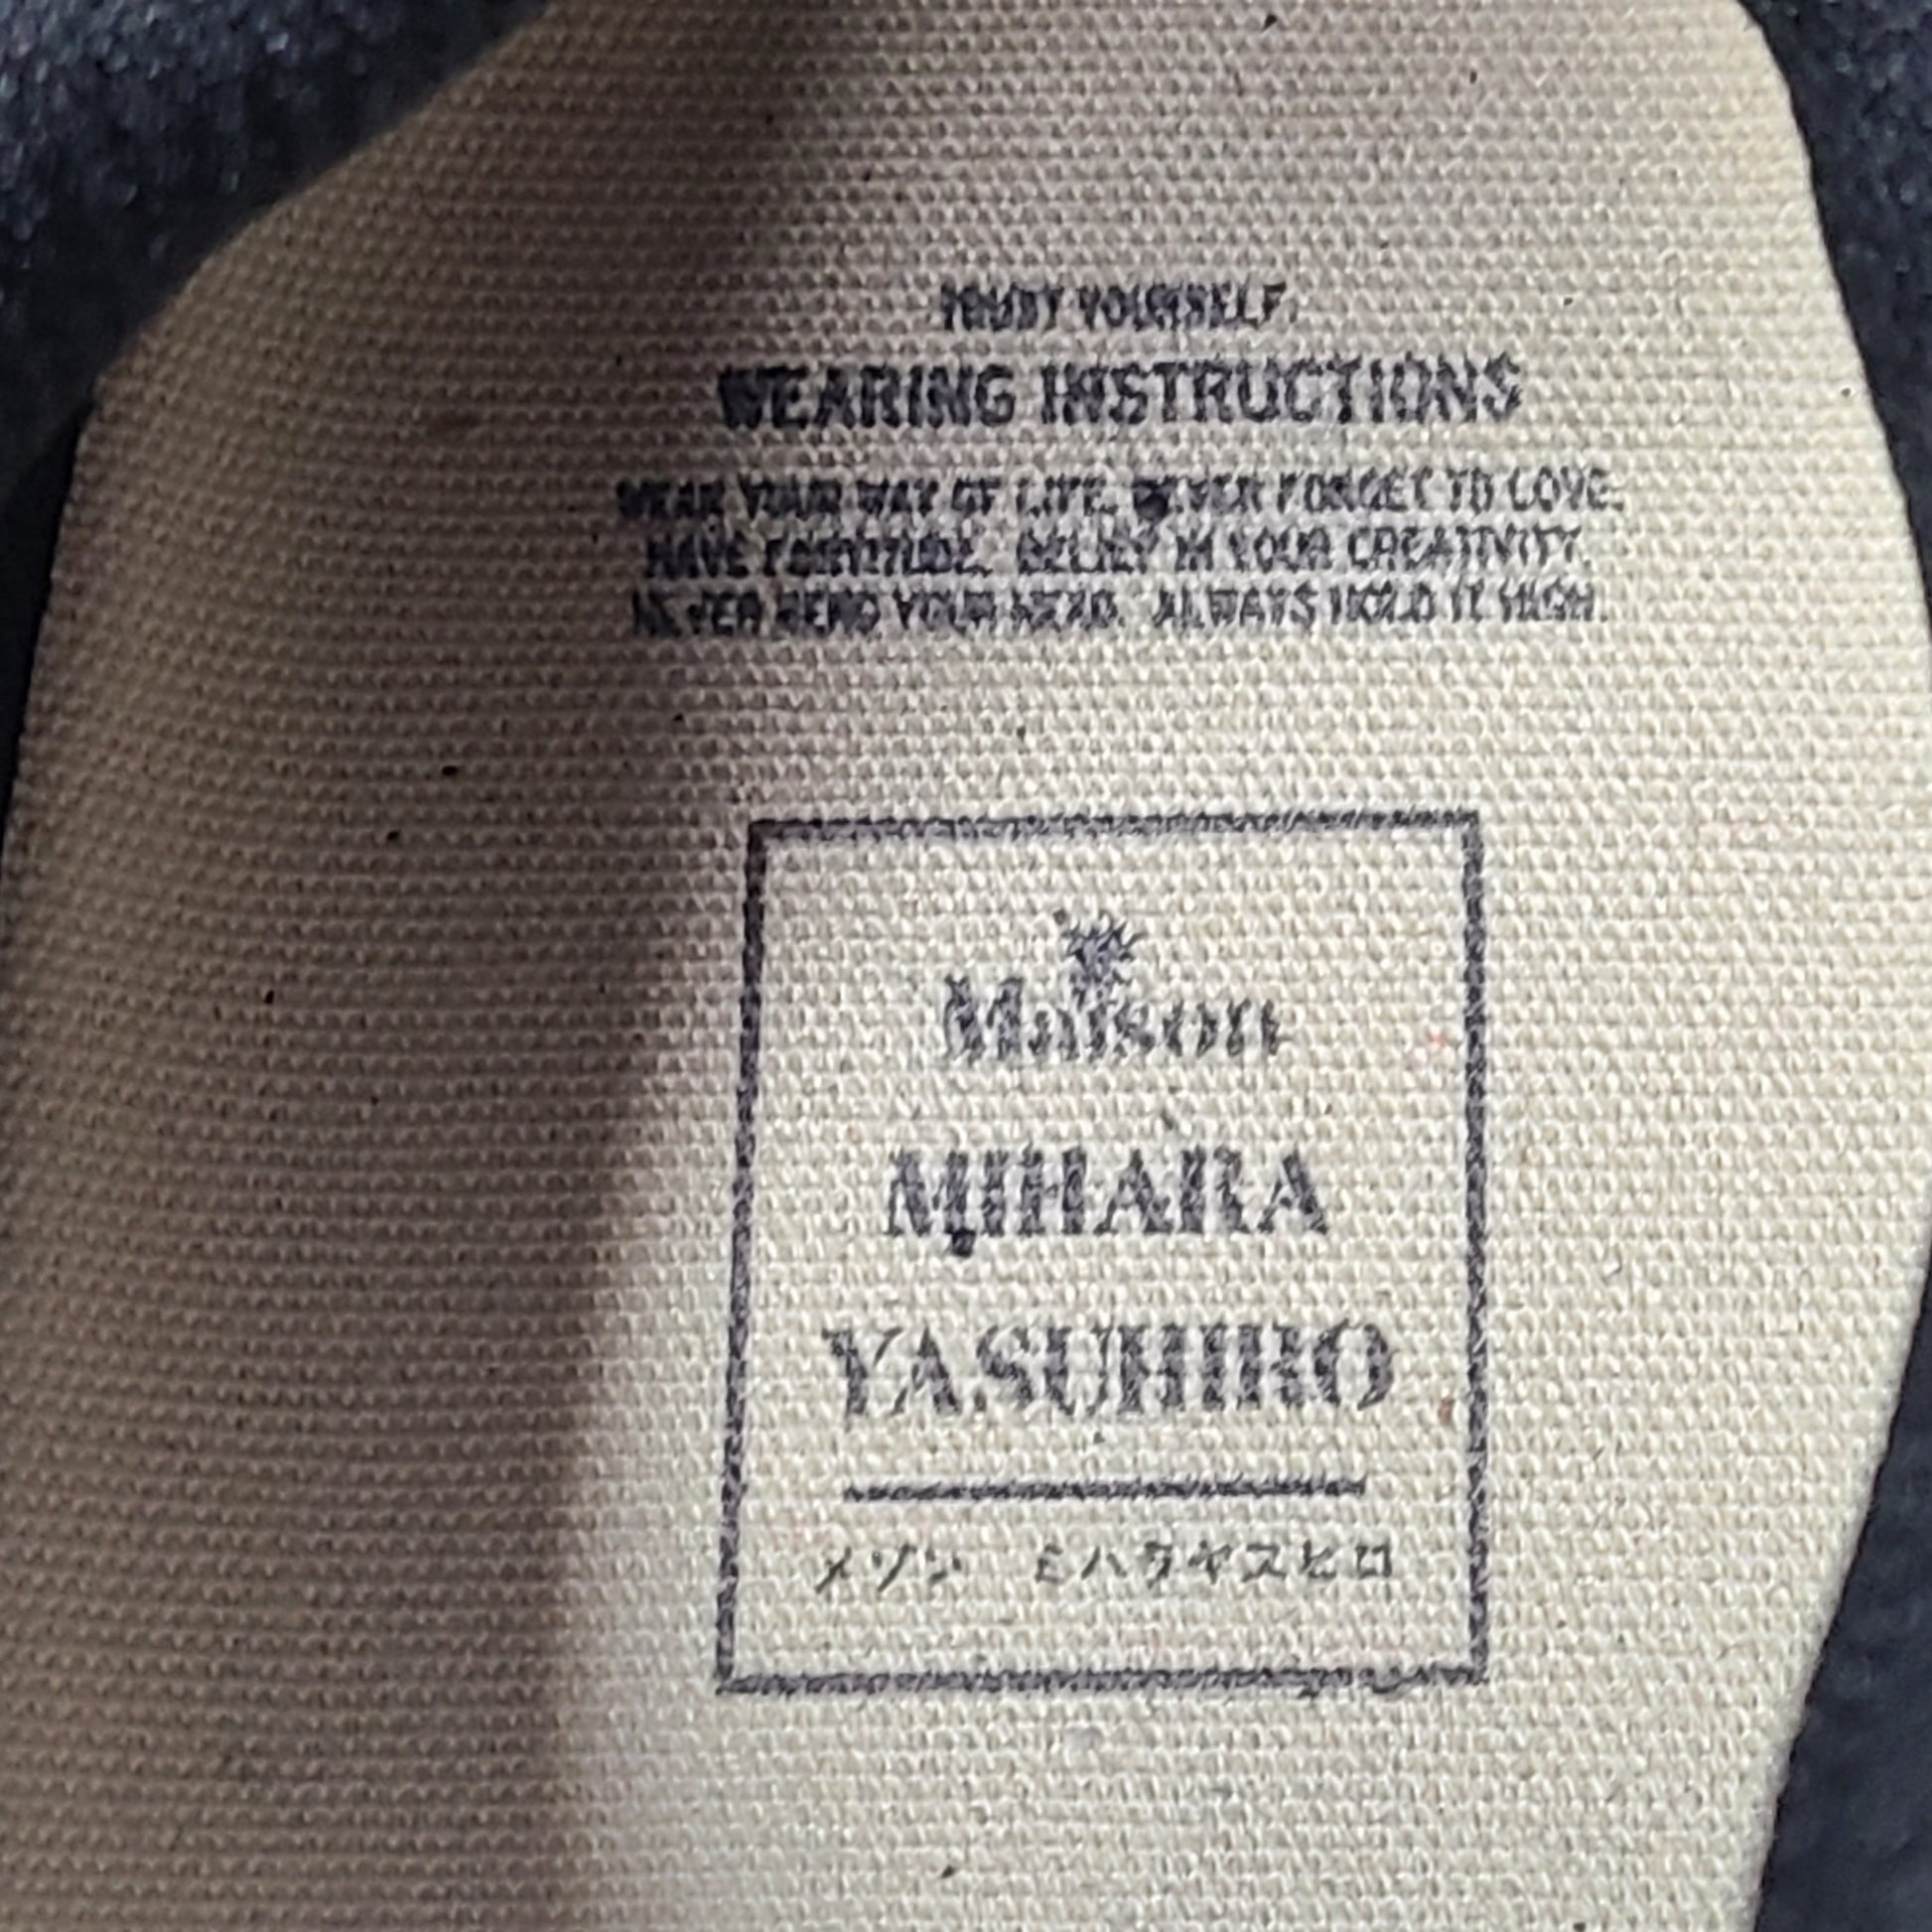 TRUST YOURSELF.
WEARING INSTRUCTIONS
WEAR YOUR WAY OF LIFE. NEVER FORGET TO LOVE.
HAVE FORTITUDE. BELIEF IN YOUR CREATIVITY.
NEVER BEND YOUR HEAD. ALWAYS HOLD IT HIGH.
Maison
MIHARA
YASUHIRO
メゾン ミハラヤスヒロ